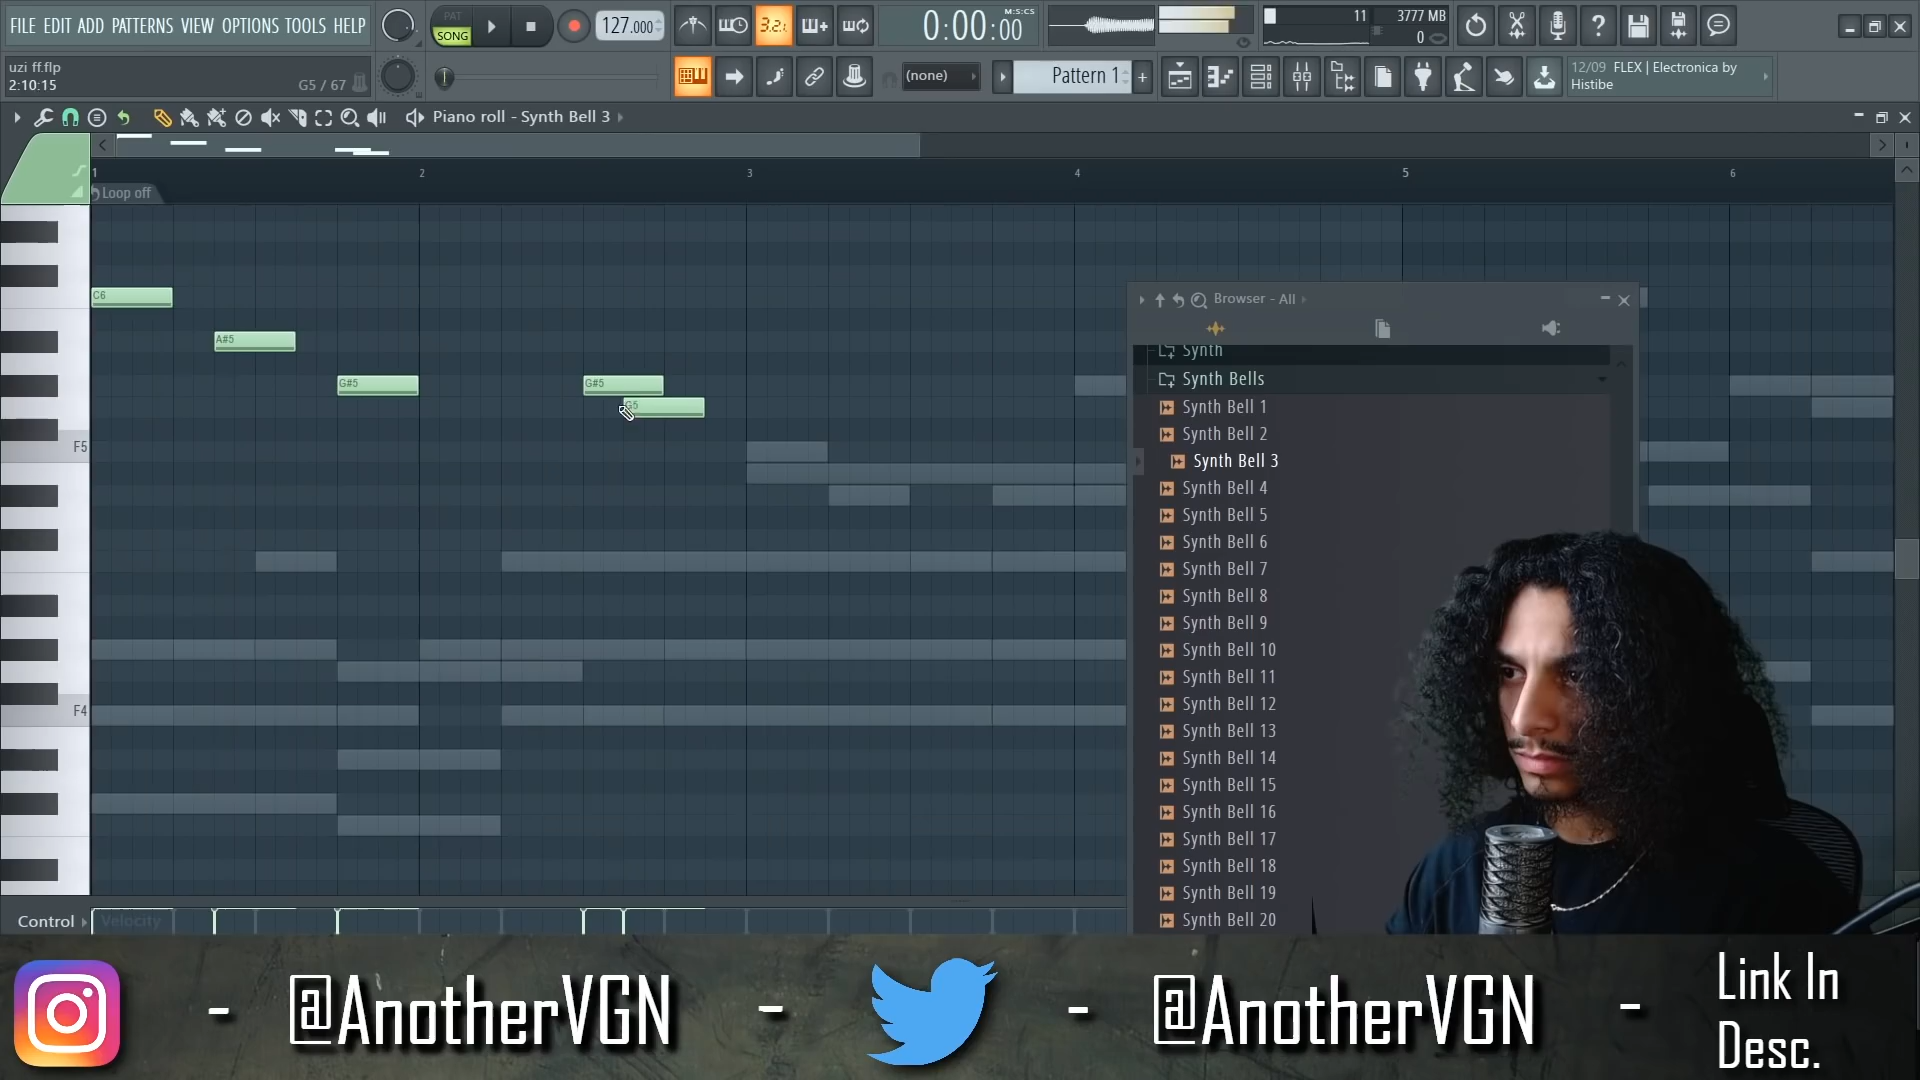 FILE EDIT ADD PATTERNS VIEW OPTIONS TOOLS HELP
PAT
SONG
127.000
3.2.
0:00:00
M:S:CS
11
3777 MB
0
uzi ff.flp
2:10:15
G5 / 67
(none)
Pattern 1
12/09 FLEX | Electronica by
Histibe
Piano roll - Synth Bell 3
1
2
3
4
5
6
Loop off
C6
A#5
G#5
G#5
G5
F5
F4
Control
Velocity
Browser - All
Synth
Synth Bells
Synth Bell 1
Synth Bell 2
Synth Bell 3
Synth Bell 4
Synth Bell 5
Synth Bell 6
Synth Bell 7
Synth Bell 8
Synth Bell 9
Synth Bell 10
Synth Bell 11
Synth Bell 12
Synth Bell 13
Synth Bell 14
Synth Bell 15
Synth Bell 16
Synth Bell 17
Synth Bell 18
Synth Bell 19
Synth Bell 20
- @AnotherVGN - - @AnotherVGN - Link In
Desc.